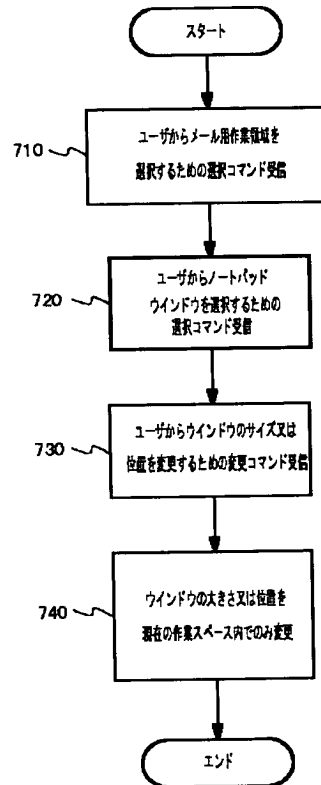 スタート
710
ユーザからメール用作業領域を
選択するための選択コマンド受信
720
ユーザからノートパッド
ウインドウを選択するための
選択コマンド受信
730
ユーザからウインドウのサイズ又は
位置を変更するための変更コマンド受信
740
ウインドウの大きさ又は位置を
現在の作業スペース内でのみ変更
エンド